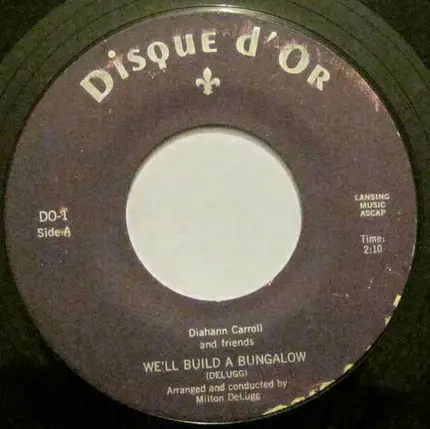 Disque d'Or
DO-1
Side-A
LANSING
MUSIC
ASCAP
Time:
2:10
Diahann Carroll
and friends
WE'LL BUILD A BUNGALOW
(DELUGG)
Arranged and conducted by
Milton DeLugg